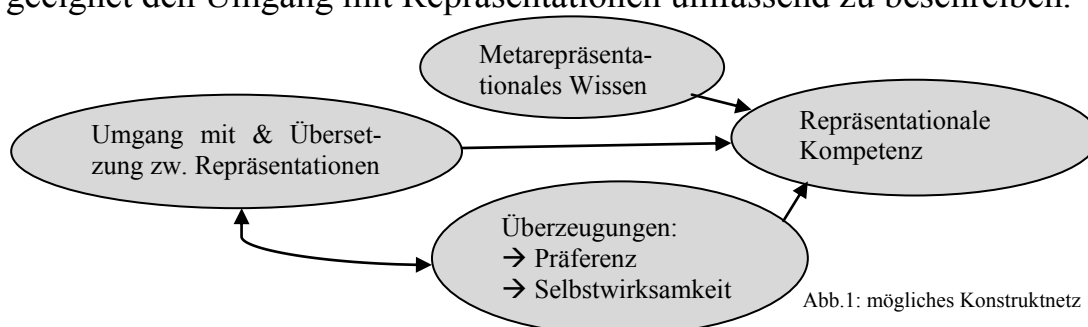 geeignet den Umgang mit Repräsentationen umfassend zu beschreiben.
Metarepräsenta-
tionales Wissen
Umgang mit & Überset-
zung zw. Repräsentationen
Repräsentationale
Kompetenz
Überzeugungen:
→ Präferenz
→ Selbstwirksamkeit
Abb.1: mögliches Konstruktnetz